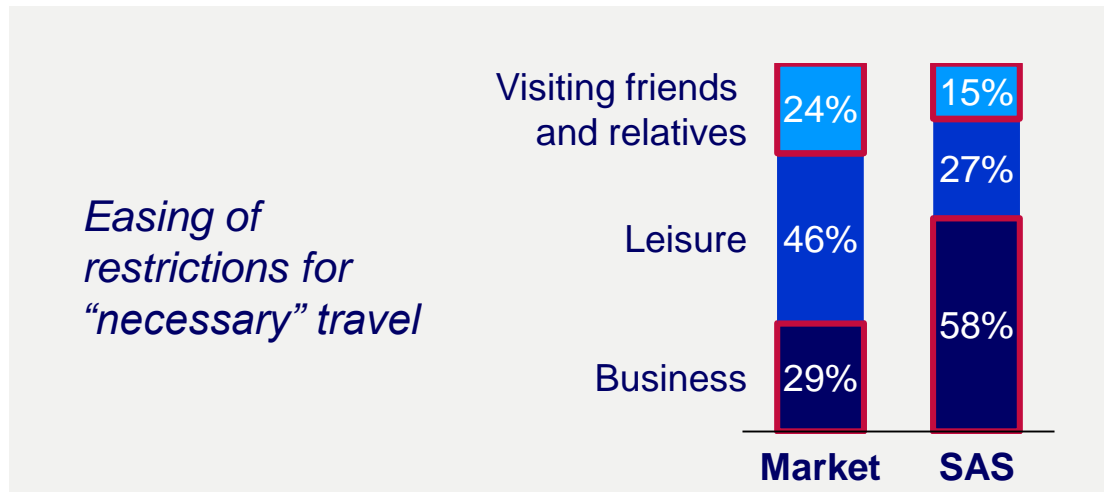 Easing of
restrictions for
“necessary” travel
Visiting friends
and relatives
24%
15%
27%
Leisure
46%
58%
Business
29%
Market
SAS